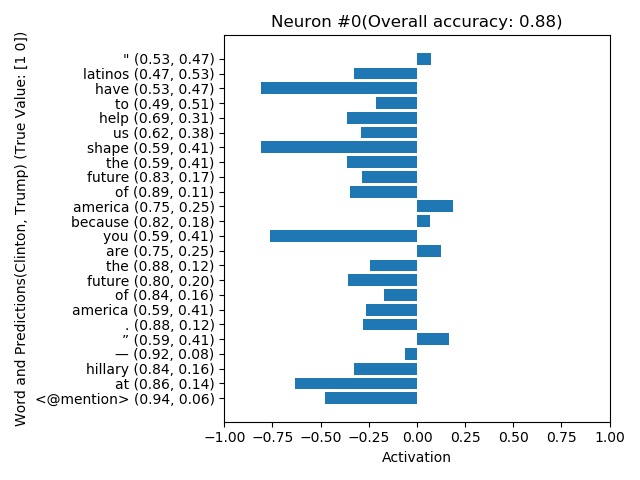 Neuron #0(Overall accuracy: 0.88)
Word and Predictions(Clinton, Trump) (True Value: [1 0])
" (0.53, 0.47)
latinos (0.47, 0.53)
have (0.53, 0.47)
to (0.49, 0.51)
help (0.69, 0.31)
us (0.62, 0.38)
shape (0.59, 0.41)
the (0.59, 0.41)
future (0.83, 0.17)
of (0.89, 0.11)
america (0.75, 0.25)
because (0.82, 0.18)
you (0.59, 0.41)
are (0.75, 0.25)
the (0.88, 0.12)
future (0.80, 0.20)
of (0.84, 0.16)
america (0.59, 0.41)
. (0.88, 0.12)
” (0.59, 0.41)
— (0.92, 0.08)
hillary (0.84, 0.16)
at (0.86, 0.14)
<@mention> (0.94, 0.06)
−1.00 −0.75 −0.50 −0.25 0.00 0.25 0.50 0.75 1.00
Activation